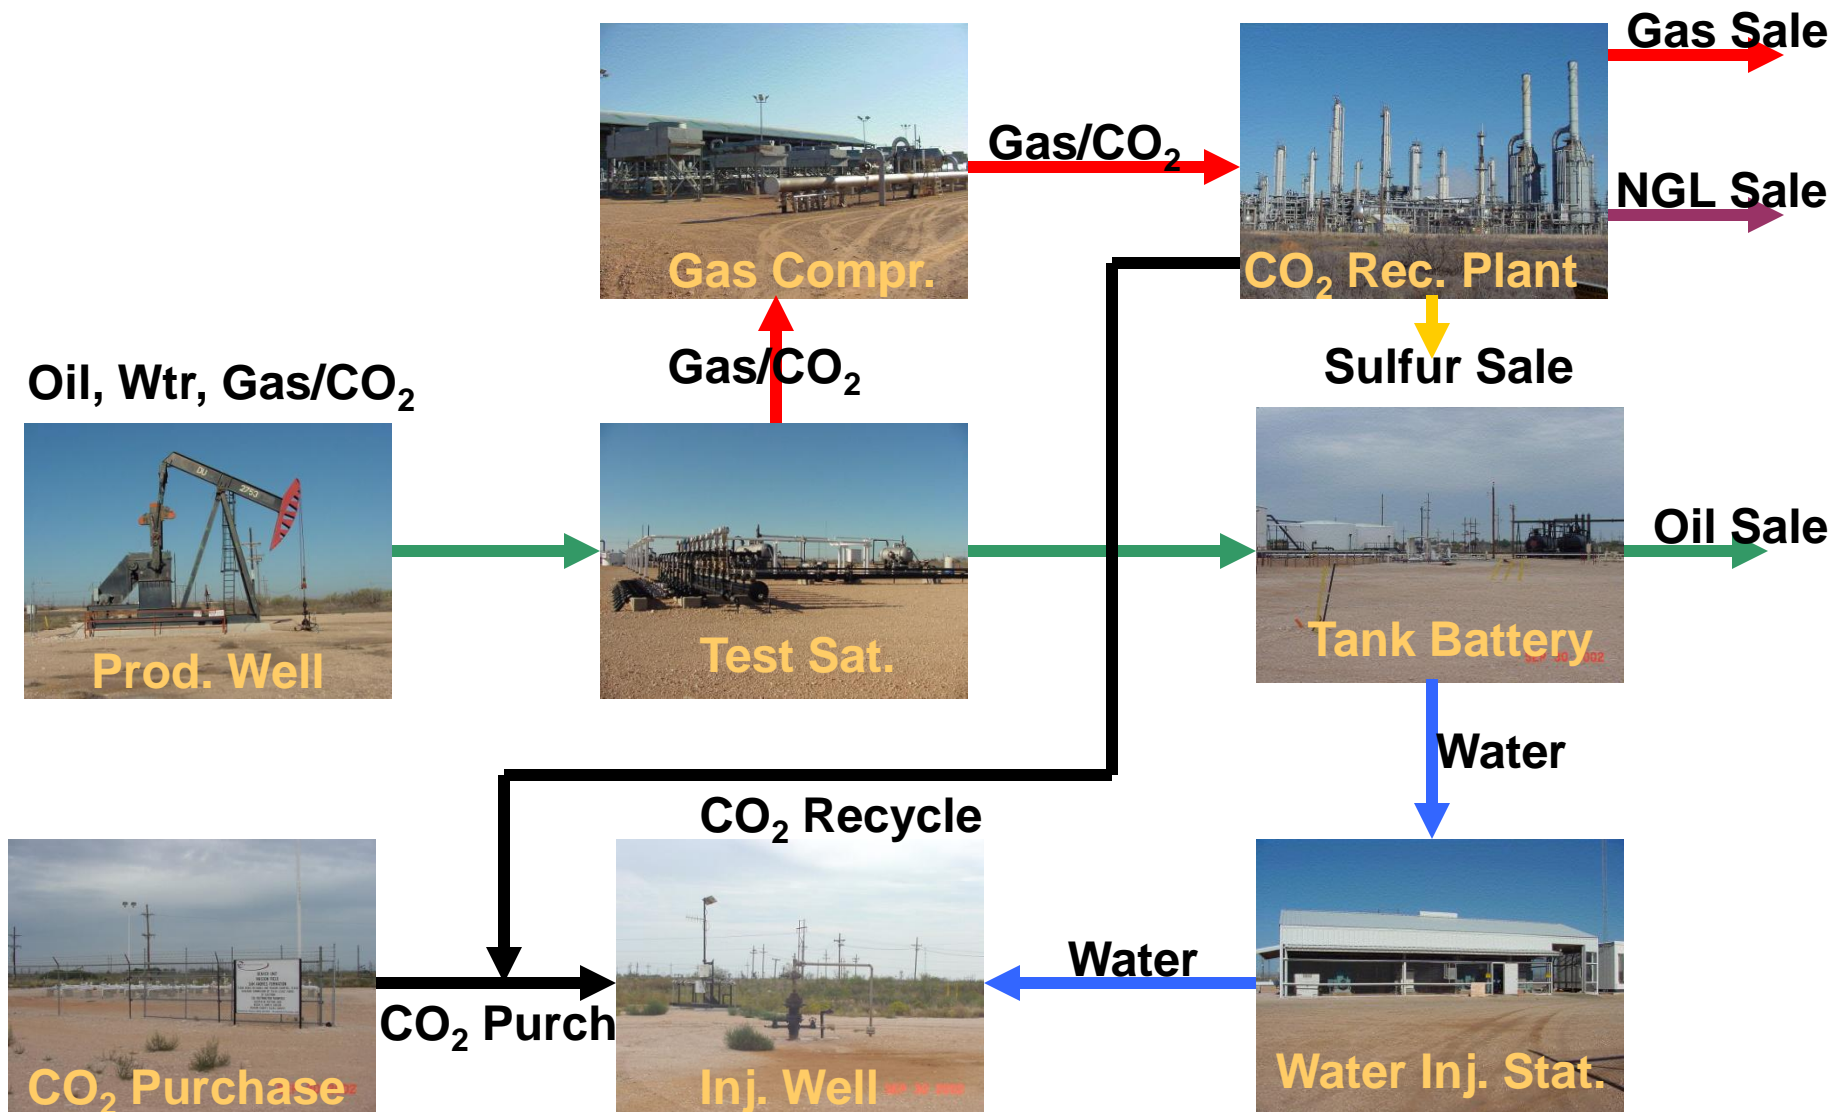 Gas Sale
Gas/CO₂
NGL Sale
Gas Compr.
CO₂ Rec. Plant
Oil, Wtr, Gas/CO₂
Gas/CO₂
Sulfur Sale
DU
2793
Oil Sale
Prod. Well
Test Sat.
Tank Battery
Water
CO₂ Recycle
Water
CO₂ Purch
CO₂ Purchase
Inj. Well
Water Inj. Stat.